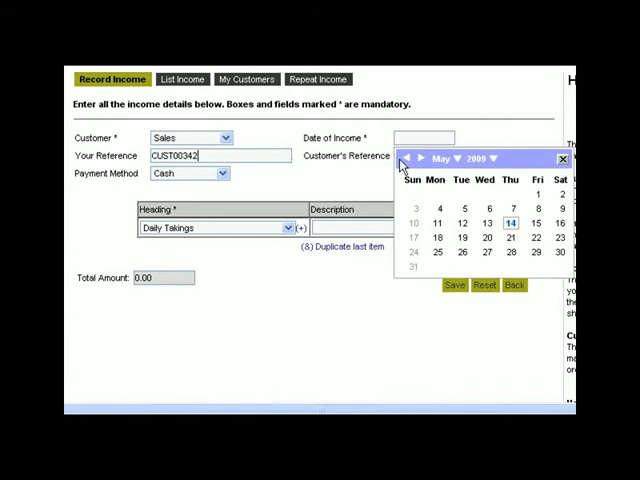 Record Income List Income My Customers Repeat Income
Enter all the income details below. Boxes and fields marked * are mandatory.
Customer * Sales Date of Income *
Your Reference CUST00342 Customer's Reference
Payment Method Cash
May 2009
Sun Mon Tue Wed Thu Fri Sat
1 2
3 4 5 6 7 8 9
10 11 12 13 14 15 16
17 18 19 20 21 22 23
24 25 26 27 28 29 30
31
Heading * Description
Daily Takings (+)
(&) Duplicate last item
Total Amount: 0.00
Save Reset Back